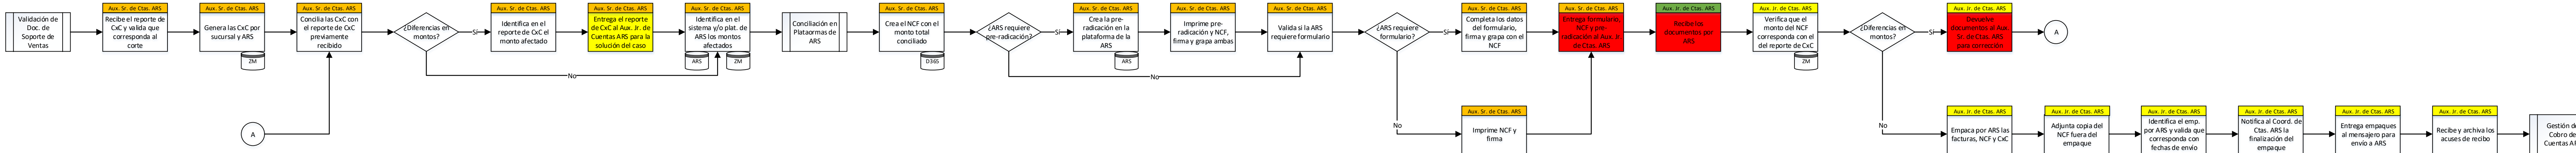 Validación de
Doc. de
Soporte de
Ventas
Aux. Sr. de Ctas. ARS
Recibe el reporte de
CxC y valida que
corresponda al
corte
Aux. Sr. de Ctas. ARS
Genera las CxC por
sucursal y ARS
ZM
Aux. Sr. de Ctas. ARS
Concilia las CxC con
el reporte de CxC
previamente
recibido
¿Diferencias en
montos?
Sí
No
Aux. Sr. de Ctas. ARS
Identifica en el
reporte de CxC el
monto afectado
Aux. Sr. de Ctas. ARS
Entrega el reporte
de CxC al Aux. Jr. de
Cuentas ARS para la
solución del caso
Aux. Sr. de Ctas. ARS
Identifica en el
sistema y/o plat. de
ARS los montos
afectados
ARS
ZM
Conciliación en
Plataormas de
ARS
Aux. Sr. de Ctas. ARS
Crea el NCF con el
monto total
conciliado
D365
¿ARS requiere
pre-radicación?
Sí
No
Aux. Sr. de Ctas. ARS
Crea la pre-
radicación en la
plataforma de la
ARS
ARS
Aux. Sr. de Ctas. ARS
Imprime pre-
radicación y NCF,
firma y grapa ambas
Aux. Sr. de Ctas. ARS
Valida si la ARS
requiere formulario
¿ARS requiere
formulario?
Sí
No
Aux. Sr. de Ctas. ARS
Completa los datos
del formulario,
firma y grapa con el
NCF
Aux. Sr. de Ctas. ARS
Entrega formulario,
NCF y pre-
radicación al Aux. Jr.
de Ctas. ARS
Aux. Jr. de Ctas. ARS
Recibe los
documentos por
ARS
Aux. Jr. de Ctas. ARS
Verifica que el
monto del NCF
corresponda con el
del reporte de CxC
ZM
¿Diferencias en
montos?
Sí
No
Aux. Jr. de Ctas. ARS
Devuelve
documentos al Aux.
Sr. de Ctas. ARS
para corrección
A
A
Aux. Sr. de Ctas. ARS
Imprime NCF y
firma
Aux. Jr. de Ctas. ARS
Empaca por ARS las
facturas, NCF y CxC
Aux. Jr. de Ctas. ARS
Adjunta copia del
NCF fuera del
empaque
Aux. Jr. de Ctas. ARS
Identifica el emp.
por ARS y valida que
corresponda con
fechas de envío
Aux. Jr. de Ctas. ARS
Notifica al Coord. de
Ctas. ARS la
finalización del
empaque
Aux. Jr. de Ctas. ARS
Entrega empaques
al mensajero para
envío a ARS
Aux. Jr. de Ctas. ARS
Recibe y archiva los
acuses de recibo
Gestión de
Cobro de
Cuentas